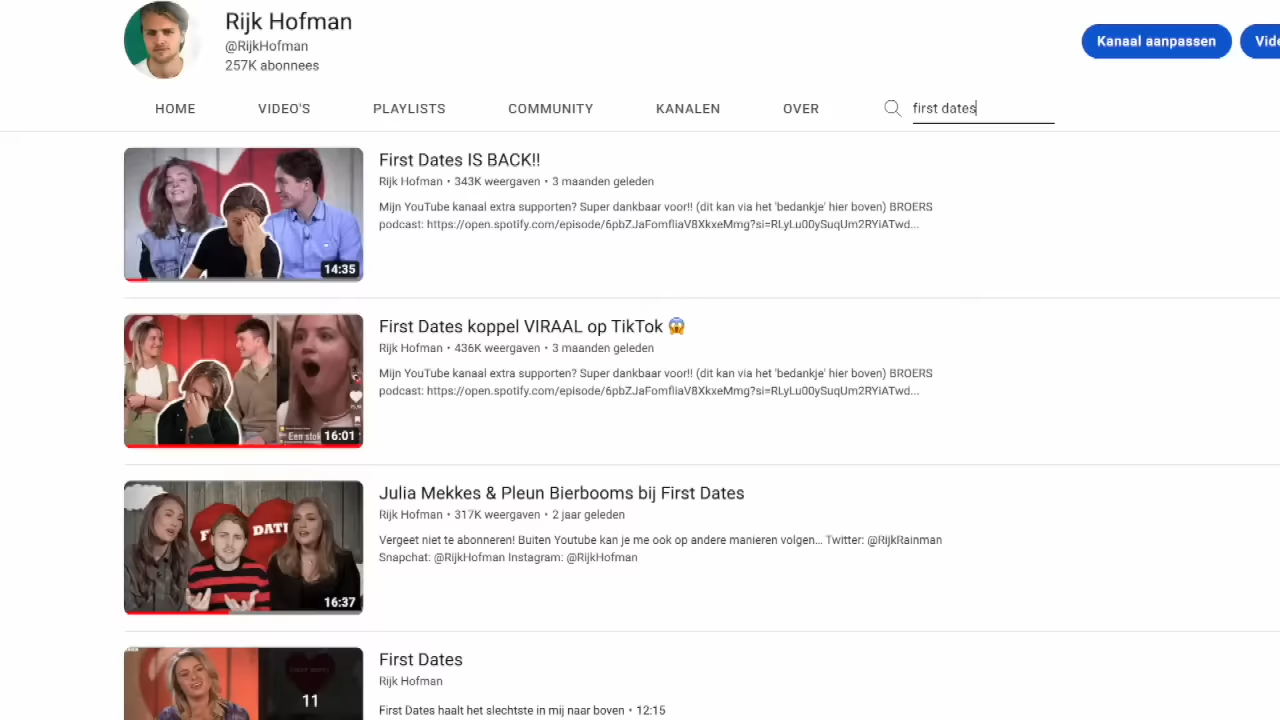 Rijk Hofman
@RijkHofman
257K abonnees
Kanaal aanpassen
HOME VIDEO'S PLAYLISTS COMMUNITY KANALEN OVER first dates
First Dates IS BACK!!
Rijk Hofman • 343K weergaven • 3 maanden geleden
Mijn YouTube kanaal extra supporten? Super dankbaar voor!! (dit kan via het 'bedankje' hier boven) BROERS
podcast: https://open.spotify.com/episode/6pbZJaFomfliaV8XkxeMmg?si=RLyLu00ySuqUm2RYiATwd...
14:35
First Dates koppel VIRAAL op TikTok 😱
Rijk Hofman • 436K weergaven • 3 maanden geleden
Mijn YouTube kanaal extra supporten? Super dankbaar voor!! (dit kan via het 'bedankje' hier boven) BROERS
podcast: https://open.spotify.com/episode/6pbZJaFomfliaV8XkxeMmg?si=RLyLu00ySuqUm2RYiATwd...
Een stok
16:01
Julia Mekkes & Pleun Bierbooms bij First Dates
Rijk Hofman • 317K weergaven • 2 jaar geleden
Vergeet niet te abonneren! Buiten Youtube kan je me ook op andere manieren volgen... Twitter: @RijkRainman
Snapchat: @RijkHofman Instagram: @RijkHofman
DATE
16:37
First Dates
Rijk Hofman
First Dates haalt het slechtste in mij naar boven • 12:15
11